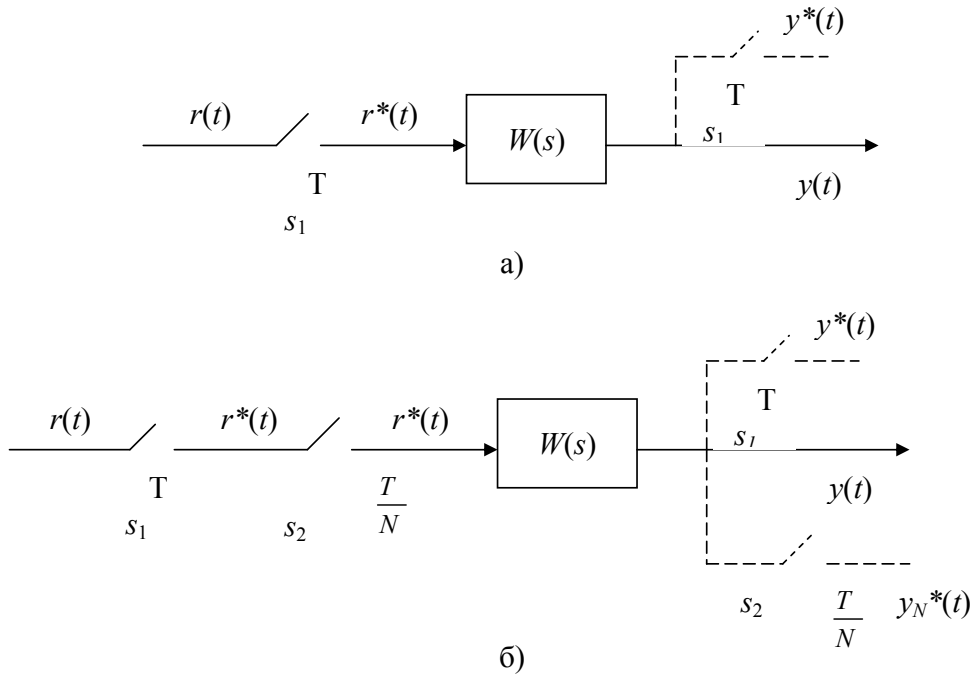 y*(t)
r(t) r*(t) T
W(s) s₁
T y(t)
s₁
а)
y*(t)
r(t) r*(t) r*(t) T
W(s) s₁
T T/N y(t)
s₁ s₂
s₂ T/N y_N*(t)
б)